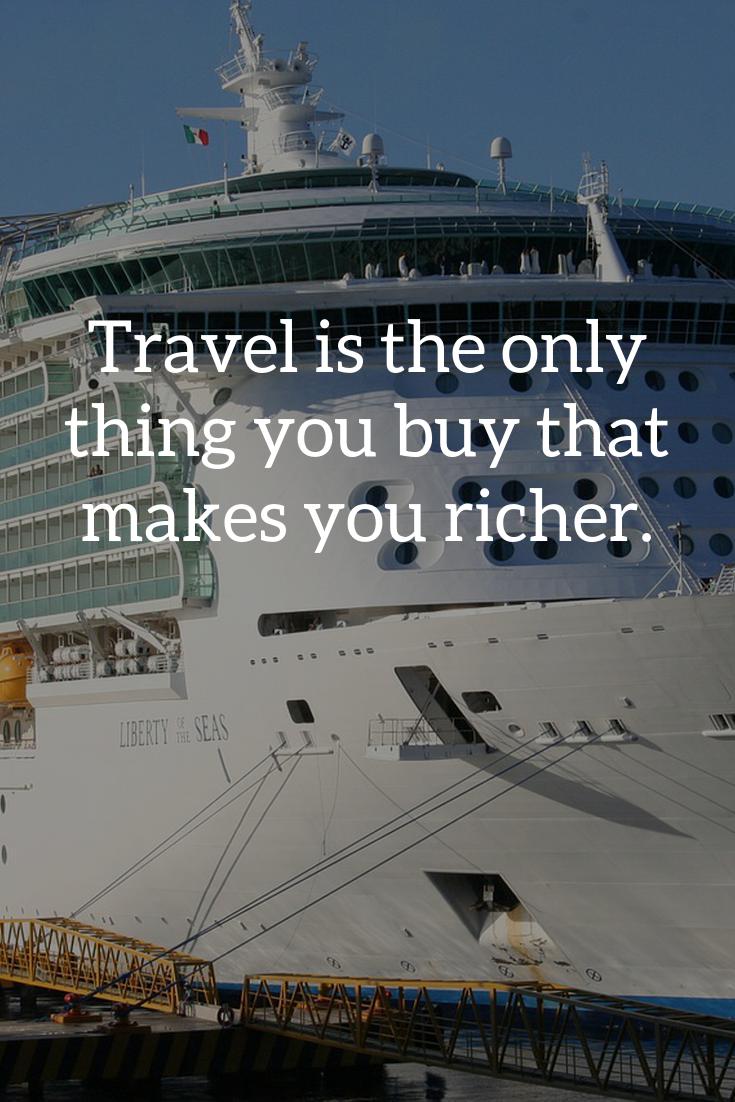 Travel is the only
thing you buy that
makes you richer.
LIBERTY OF THE SEAS